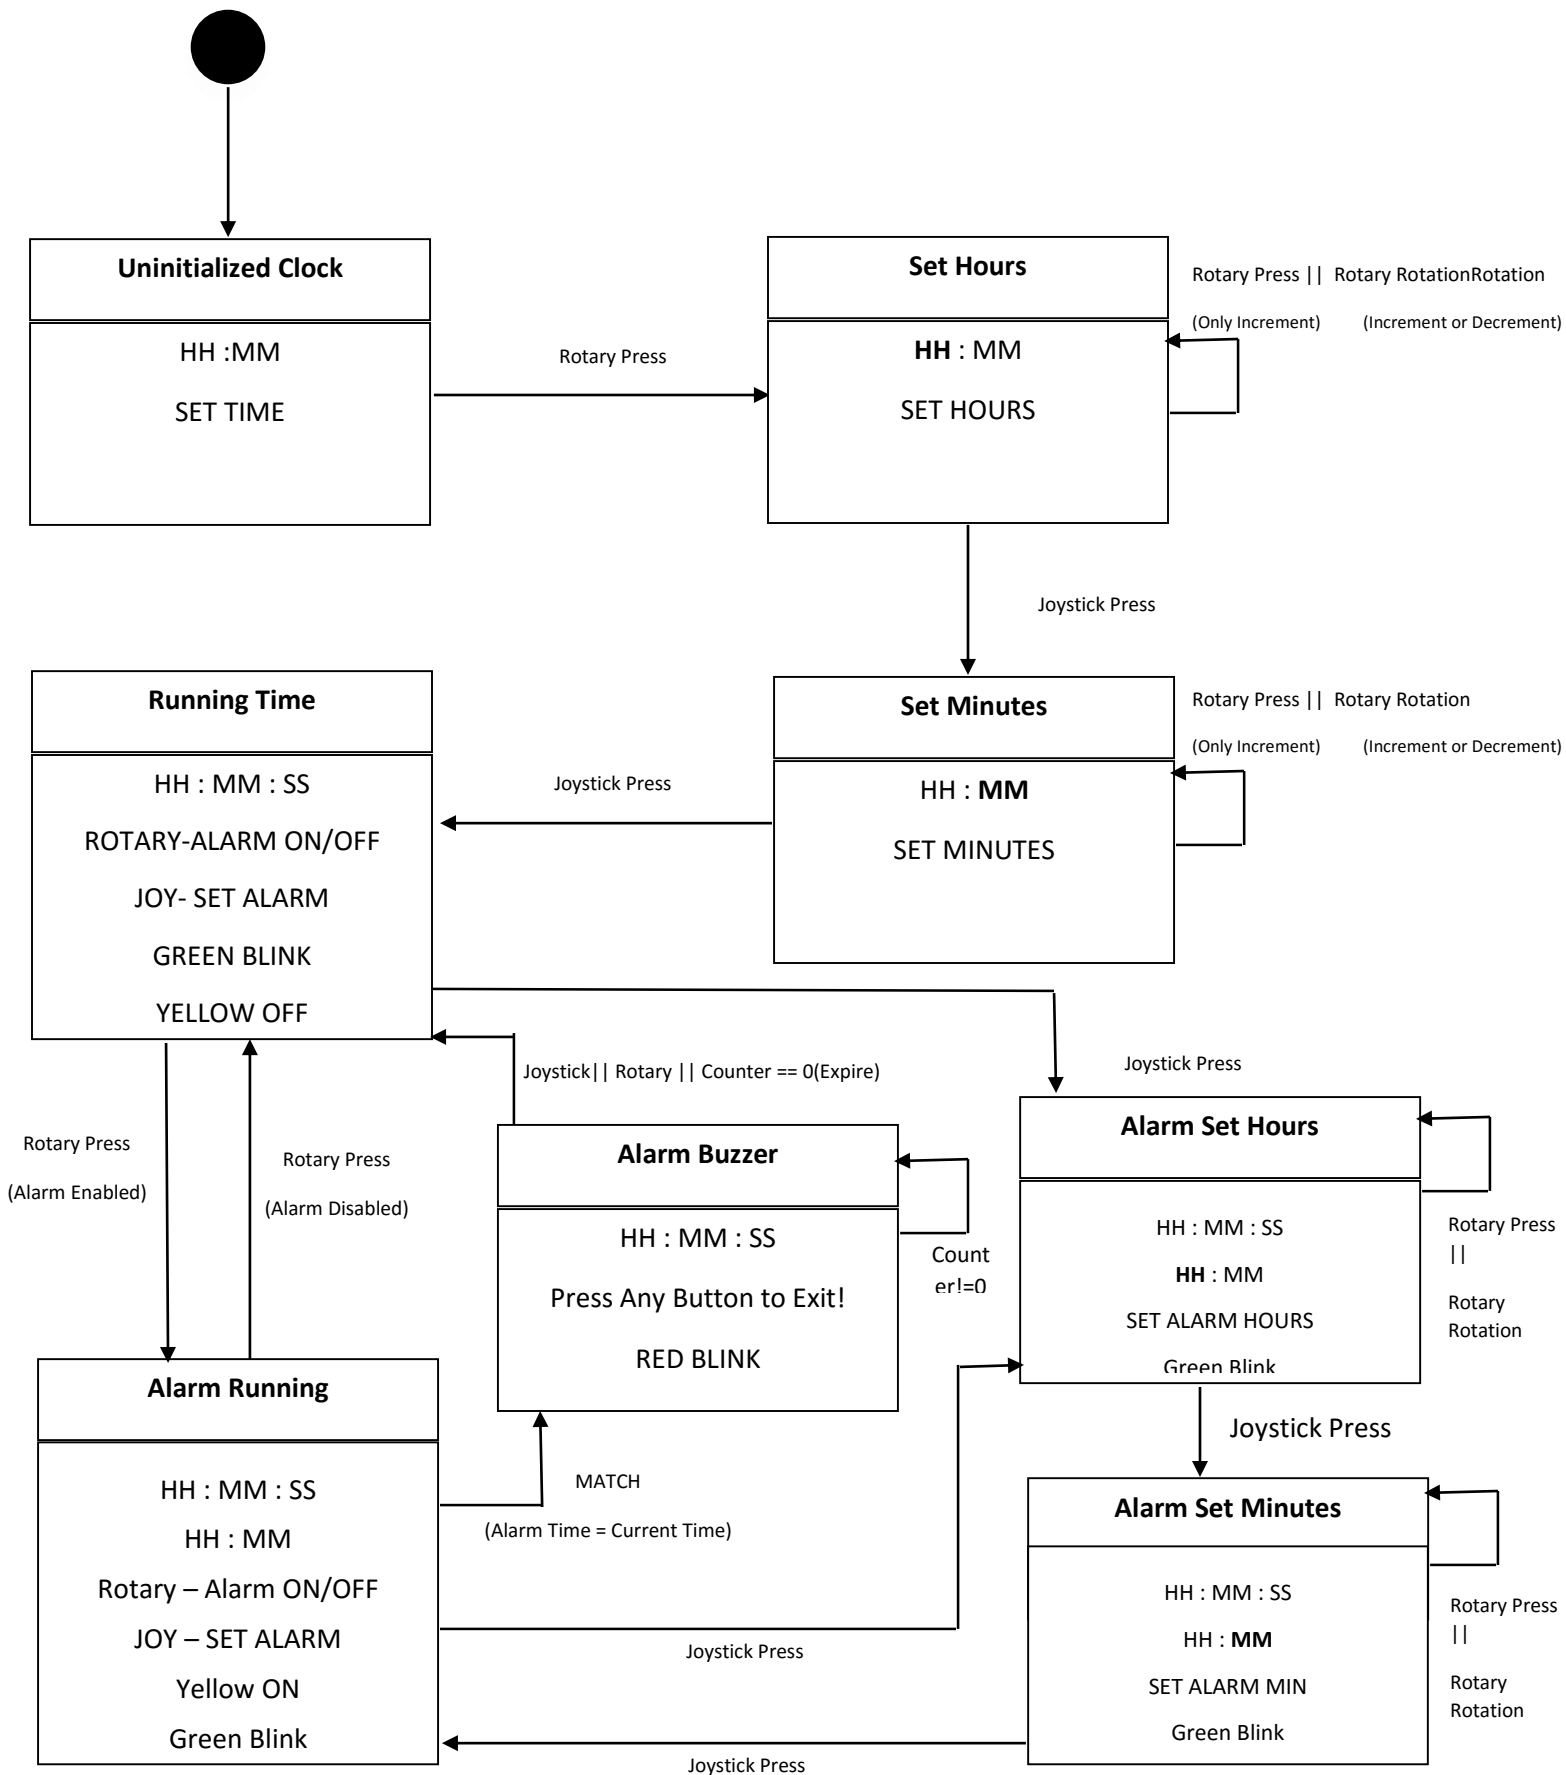 Uninitialized Clock
HH :MM
SET TIME
Rotary Press
Set Hours
HH : MM
SET HOURS
Rotary Press || Rotary RotationRotation
(Only Increment) (Increment or Decrement)
Joystick Press
Running Time
HH : MM : SS
ROTARY-ALARM ON/OFF
JOY- SET ALARM
GREEN BLINK
YELLOW OFF
Joystick Press
Set Minutes
HH : MM
SET MINUTES
Rotary Press || Rotary Rotation
(Only Increment) (Increment or Decrement)
Joystick|| Rotary || Counter == 0(Expire)
Joystick Press
Rotary Press
(Alarm Enabled)
Rotary Press
(Alarm Disabled)
Alarm Buzzer
HH : MM : SS
Press Any Button to Exit!
RED BLINK
Count
er!=0
Alarm Set Hours
HH : MM : SS
HH : MM
SET ALARM HOURS
Green Blink
Rotary Press
||
Rotary
Rotation
Joystick Press
Alarm Running
HH : MM : SS
HH : MM
Rotary – Alarm ON/OFF
JOY – SET ALARM
Yellow ON
Green Blink
MATCH
(Alarm Time = Current Time)
Joystick Press
Alarm Set Minutes
HH : MM : SS
HH : MM
SET ALARM MIN
Green Blink
Rotary Press
||
Rotary
Rotation
Joystick Press